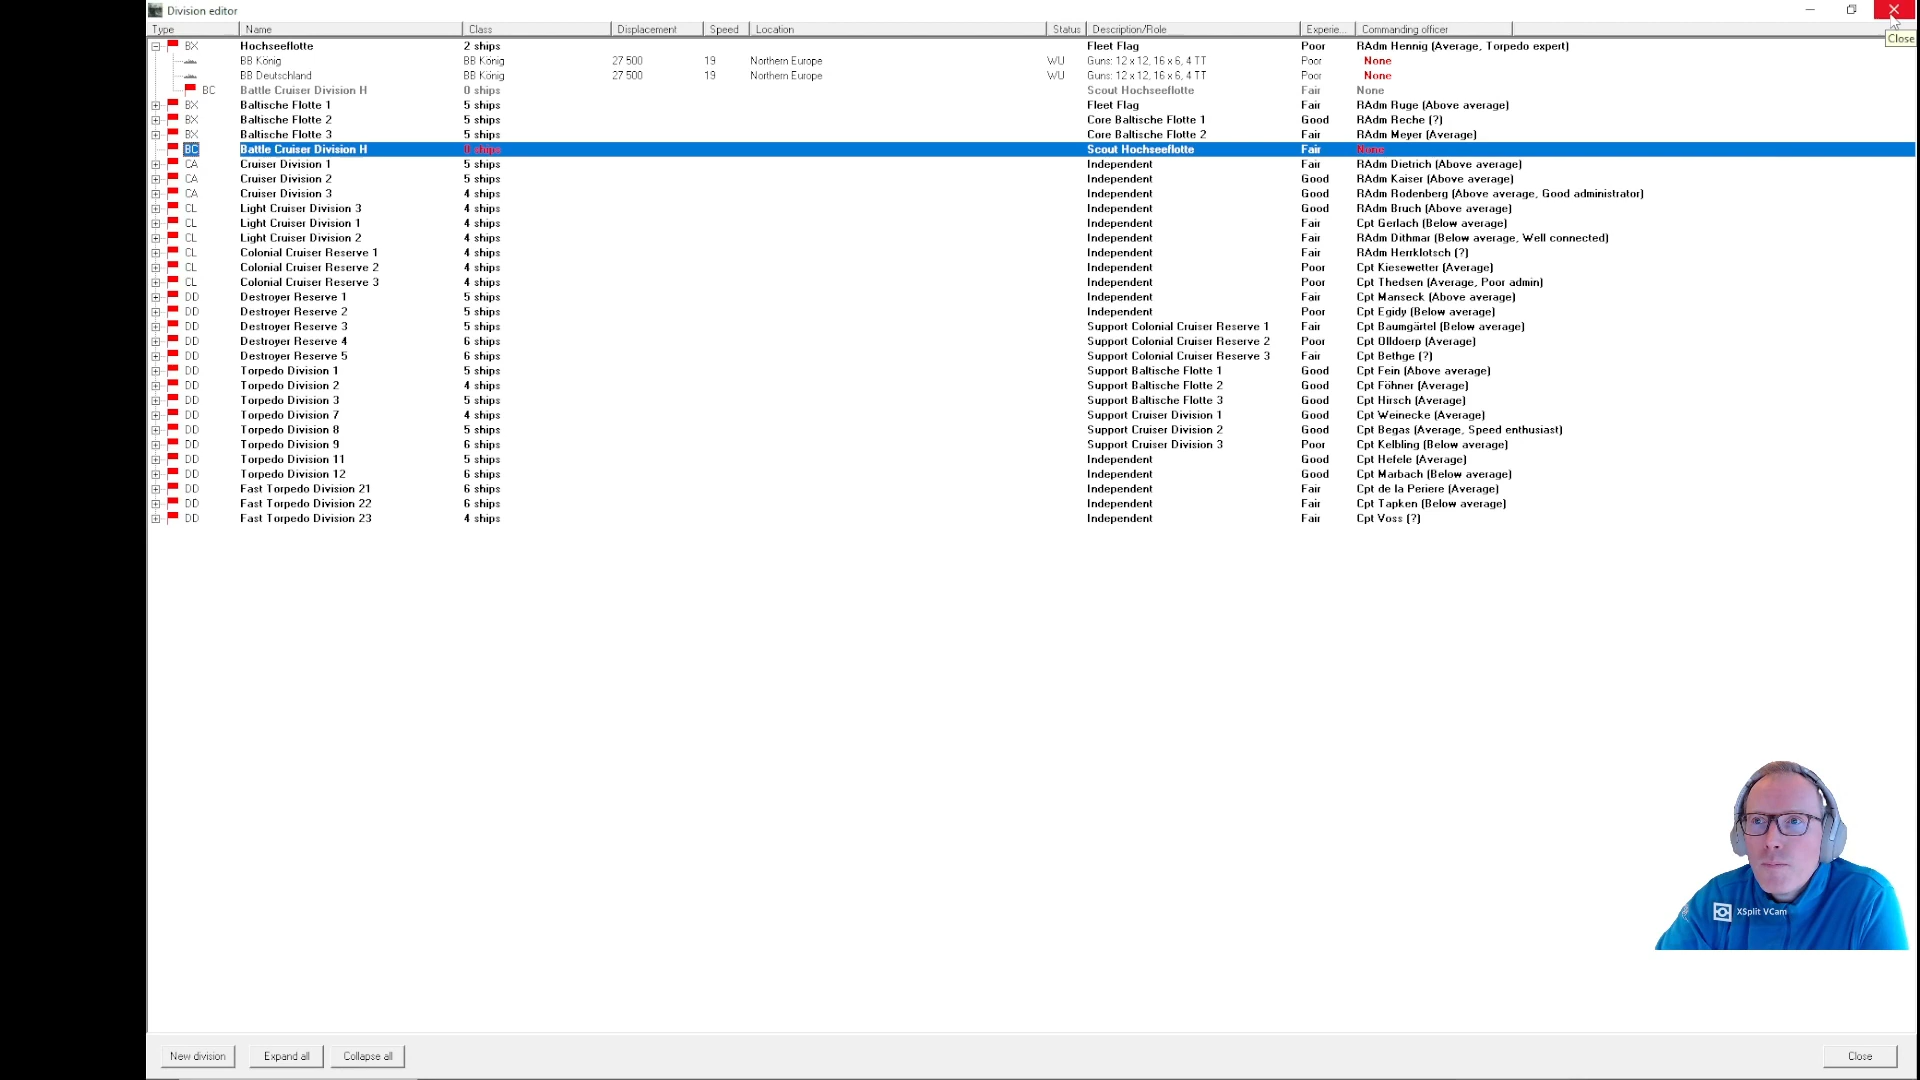 Division editor
Close
Type Name Class Displacement Speed Location Status Description/Role Experie... Commanding officer
BX Hochseeflotte 2 ships Fleet Flag Poor RAdm Hennig (Average, Torpedo expert)
BB König BB König 27 500 19 Northern Europe WU Guns: 12 x 12, 16 x 6, 4 TT Poor None
BB Deutschland BB König 27 500 19 Northern Europe WU Guns: 12 x 12, 16 x 6, 4 TT Poor None
BC Battle Cruiser Division H 0 ships Scout Hochseeflotte Fair None
BX Baltische Flotte 1 5 ships Fleet Flag Fair RAdm Ruge (Above average)
BX Baltische Flotte 2 5 ships Core Baltische Flotte 1 Good RAdm Reche (?)
BX Baltische Flotte 3 5 ships Core Baltische Flotte 2 Fair RAdm Meyer (Average)
BC Battle Cruiser Division H 0 ships Scout Hochseeflotte Fair None
CA Cruiser Division 1 5 ships Independent Fair RAdm Dietrich (Above average)
CA Cruiser Division 2 5 ships Independent Good RAdm Kaiser (Above average)
CA Cruiser Division 3 4 ships Independent Good RAdm Rodenberg (Above average, Good administrator)
CL Light Cruiser Division 3 4 ships Independent Good RAdm Bruch (Above average)
CL Light Cruiser Division 1 4 ships Independent Fair Cpt Gerlach (Below average)
CL Light Cruiser Division 2 4 ships Independent Fair RAdm Dithmar (Below average, Well connected)
CL Colonial Cruiser Reserve 1 4 ships Independent Fair RAdm Herrklotsch (?)
CL Colonial Cruiser Reserve 2 4 ships Independent Poor Cpt Kiesewetter (Average)
CL Colonial Cruiser Reserve 3 4 ships Independent Poor Cpt Thedsen (Average, Poor admin)
DD Destroyer Reserve 1 5 ships Independent Fair Cpt Manseck (Above average)
DD Destroyer Reserve 2 5 ships Independent Poor Cpt Egidy (Below average)
DD Destroyer Reserve 3 5 ships Support Colonial Cruiser Reserve 1 Fair Cpt Baumgärtel (Below average)
DD Destroyer Reserve 4 6 ships Support Colonial Cruiser Reserve 2 Poor Cpt Olldoerp (Average)
DD Destroyer Reserve 5 6 ships Support Colonial Cruiser Reserve 3 Fair Cpt Bethge (?)
DD Torpedo Division 1 5 ships Support Baltische Flotte 1 Good Cpt Fein (Above average)
DD Torpedo Division 2 4 ships Support Baltische Flotte 2 Good Cpt Föhner (Average)
DD Torpedo Division 3 5 ships Support Baltische Flotte 3 Good Cpt Hirsch (Average)
DD Torpedo Division 7 4 ships Support Cruiser Division 1 Good Cpt Weinecke (Average)
DD Torpedo Division 8 5 ships Support Cruiser Division 2 Good Cpt Begas (Average, Speed enthusiast)
DD Torpedo Division 9 6 ships Support Cruiser Division 3 Poor Cpt Kelbling (Below average)
DD Torpedo Division 11 5 ships Independent Good Cpt Hefele (Average)
DD Torpedo Division 12 6 ships Independent Good Cpt Marbach (Below average)
DD Fast Torpedo Division 21 6 ships Independent Fair Cpt de la Periere (Average)
DD Fast Torpedo Division 22 6 ships Independent Fair Cpt Tapken (Below average)
DD Fast Torpedo Division 23 4 ships Independent Fair Cpt Voss (?)
XSplit VCam
New division Expand all Collapse all Close